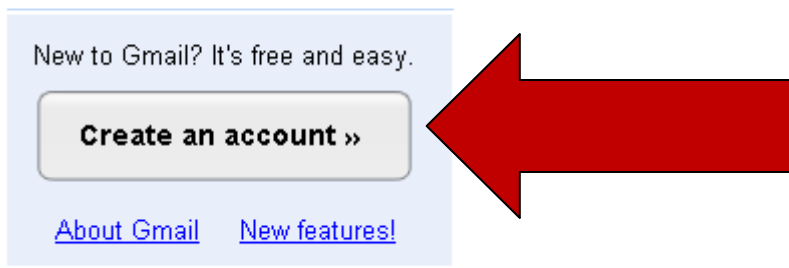 New to Gmail? It's free and easy.
Create an account »
About Gmail New features!